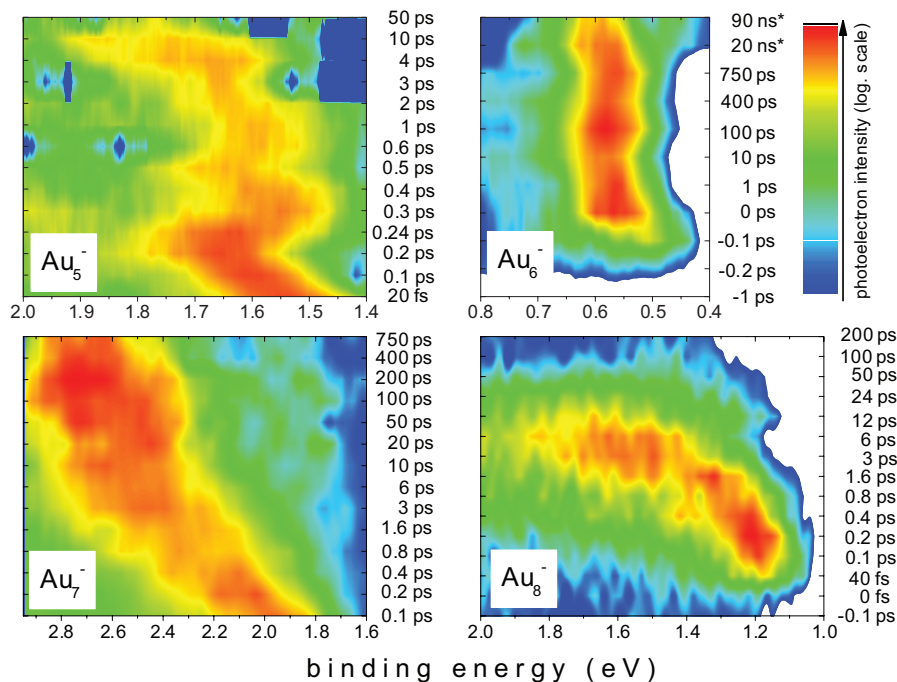 50 ps
10 ps
4 ps
3 ps
2 ps
1 ps
0.6 ps
0.5 ps
0.4 ps
0.3 ps
0.24 ps
0.2 ps
0.1 ps
20 fs
Au5-
2.0 1.9 1.8 1.7 1.6 1.5 1.4
90 ns*
20 ns*
750 ps
400 ps
100 ps
10 ps
1 ps
0 ps
-0.1 ps
-0.2 ps
-1 ps
Au6-
0.8 0.7 0.6 0.5 0.4
photoelectron intensity (log. scale)
750 ps
400 ps
200 ps
100 ps
50 ps
20 ps
10 ps
6 ps
3 ps
1.6 ps
0.8 ps
0.4 ps
0.2 ps
0.1 ps
Au7-
2.8 2.6 2.4 2.2 2.0 1.8 1.6
200 ps
100 ps
50 ps
24 ps
12 ps
6 ps
3 ps
1.6 ps
0.8 ps
0.4 ps
0.2 ps
0.1 ps
40 fs
0 fs
-0.1 ps
Au8-
2.0 1.8 1.6 1.4 1.2 1.0
binding energy (eV)